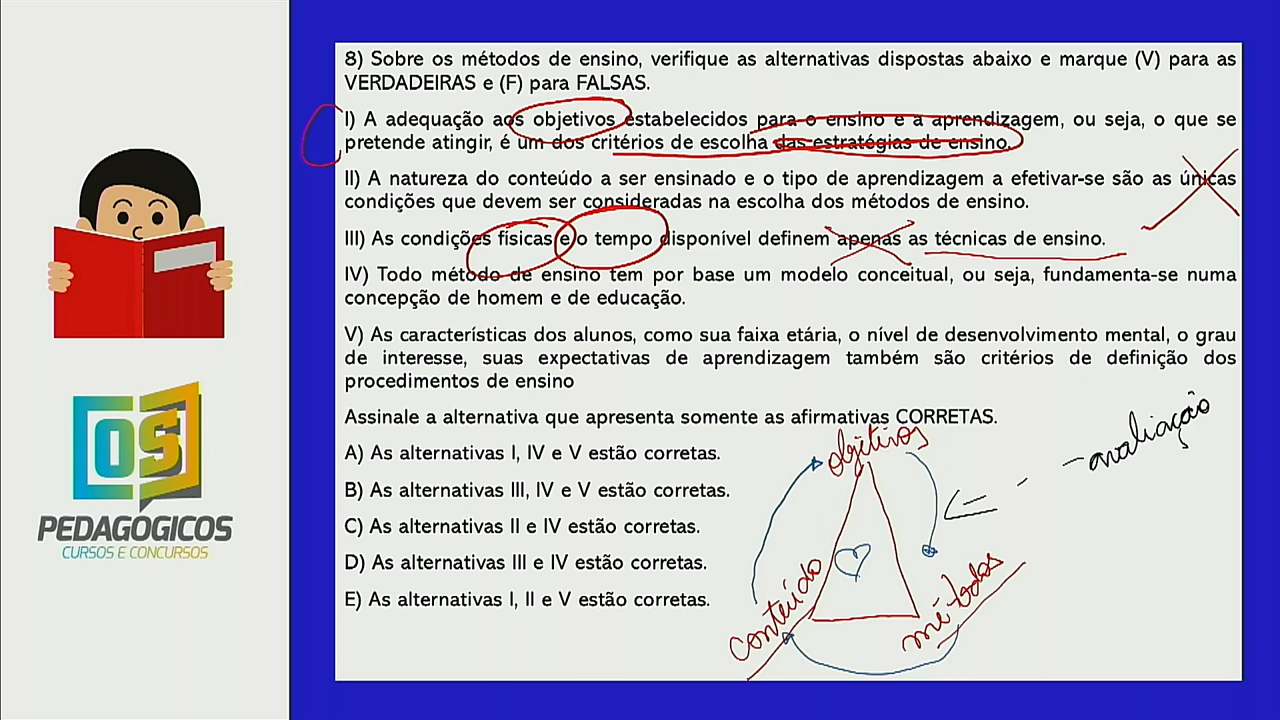 8) Sobre os métodos de ensino, verifique as alternativas dispostas abaixo e marque (V) para as
VERDADEIRAS e (F) para FALSAS.
I) A adequação aos objetivos estabelecidos para o ensino e a aprendizagem, ou seja, o que se
pretende atingir, é um dos critérios de escolha das estratégias de ensino.
II) A natureza do conteúdo a ser ensinado e o tipo de aprendizagem a efetivar-se são as únicas
condições que devem ser consideradas na escolha dos métodos de ensino.
III) As condições físicas e o tempo disponível definem apenas as técnicas de ensino.
IV) Todo método de ensino tem por base um modelo conceitual, ou seja, fundamenta-se numa
concepção de homem e de educação.
V) As características dos alunos, como sua faixa etária, o nível de desenvolvimento mental, o grau
de interesse, suas expectativas de aprendizagem também são critérios de definição dos
procedimentos de ensino
Assinale a alternativa que apresenta somente as afirmativas CORRETAS.
A) As alternativas I, IV e V estão corretas.
B) As alternativas III, IV e V estão corretas.
C) As alternativas II e IV estão corretas.
D) As alternativas III e IV estão corretas.
E) As alternativas I, II e V estão corretas.
objetivos
- avaliação
conteúdo
métodos
OS
PEDAGÓGICOS
CURSOS E CONCURSOS